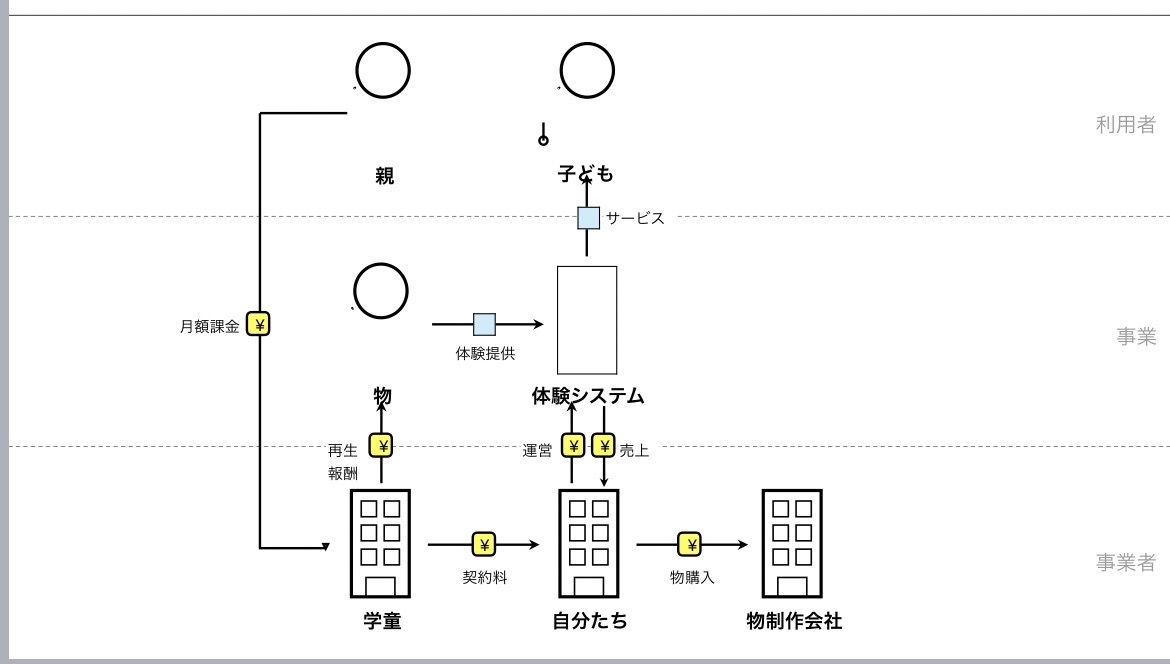 利用者
親
子ども
サービス
月額課金
¥
体験提供
事業
物
体験システム
再生
報酬
¥
運営
¥
¥
売上
¥
契約料
¥
物購入
事業者
学童
自分たち
物制作会社